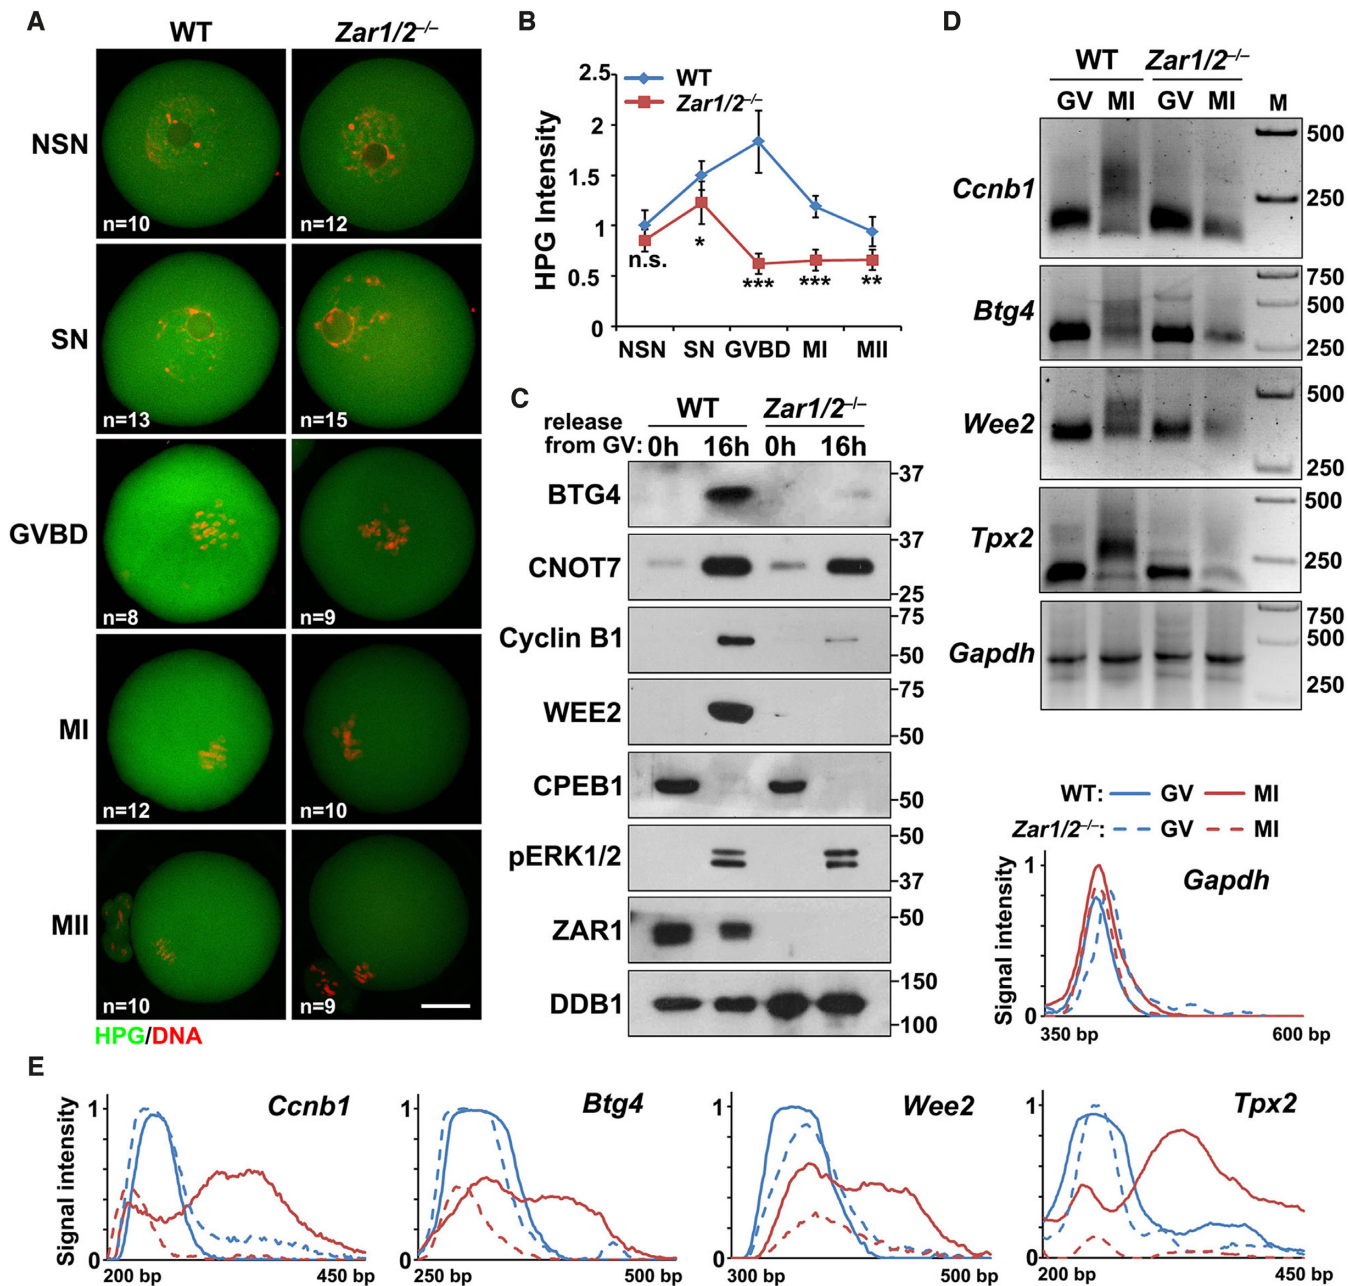 A
WT Zar1/2–/–
NSN
n=10 n=12
SN
n=13 n=15
GVBD
n=8 n=9
MI
n=12 n=10
MII
n=10 n=9
HPG/DNA
B
HPG Intensity
2.5
2
1.5
1
0.5
0
WT
Zar1/2–/–
n.s. * *** *** **
NSN SN GVBD MI MII
C
WT Zar1/2–/–
release
from GV: 0h 16h 0h 16h
BTG4 37
CNOT7 37
25
Cyclin B1 75
50
WEE2 75
50
CPEB1 50
pERK1/2 50
37
ZAR1 50
DDB1 150
100
D
WT Zar1/2–/–
GV MI GV MI M
Ccnb1 500
250
Btg4 750
500
250
Wee2 500
250
Tpx2 500
250
Gapdh 750
500
250
WT: GV MI
Zar1/2–/–: GV MI
Gapdh
Signal intensity
1
0
350 bp 600 bp
E
Signal intensity
Ccnb1
1
0
200 bp 450 bp
Btg4
1
0
250 bp 500 bp
Wee2
1
0
300 bp 500 bp
Tpx2
1
0
200 bp 450 bp